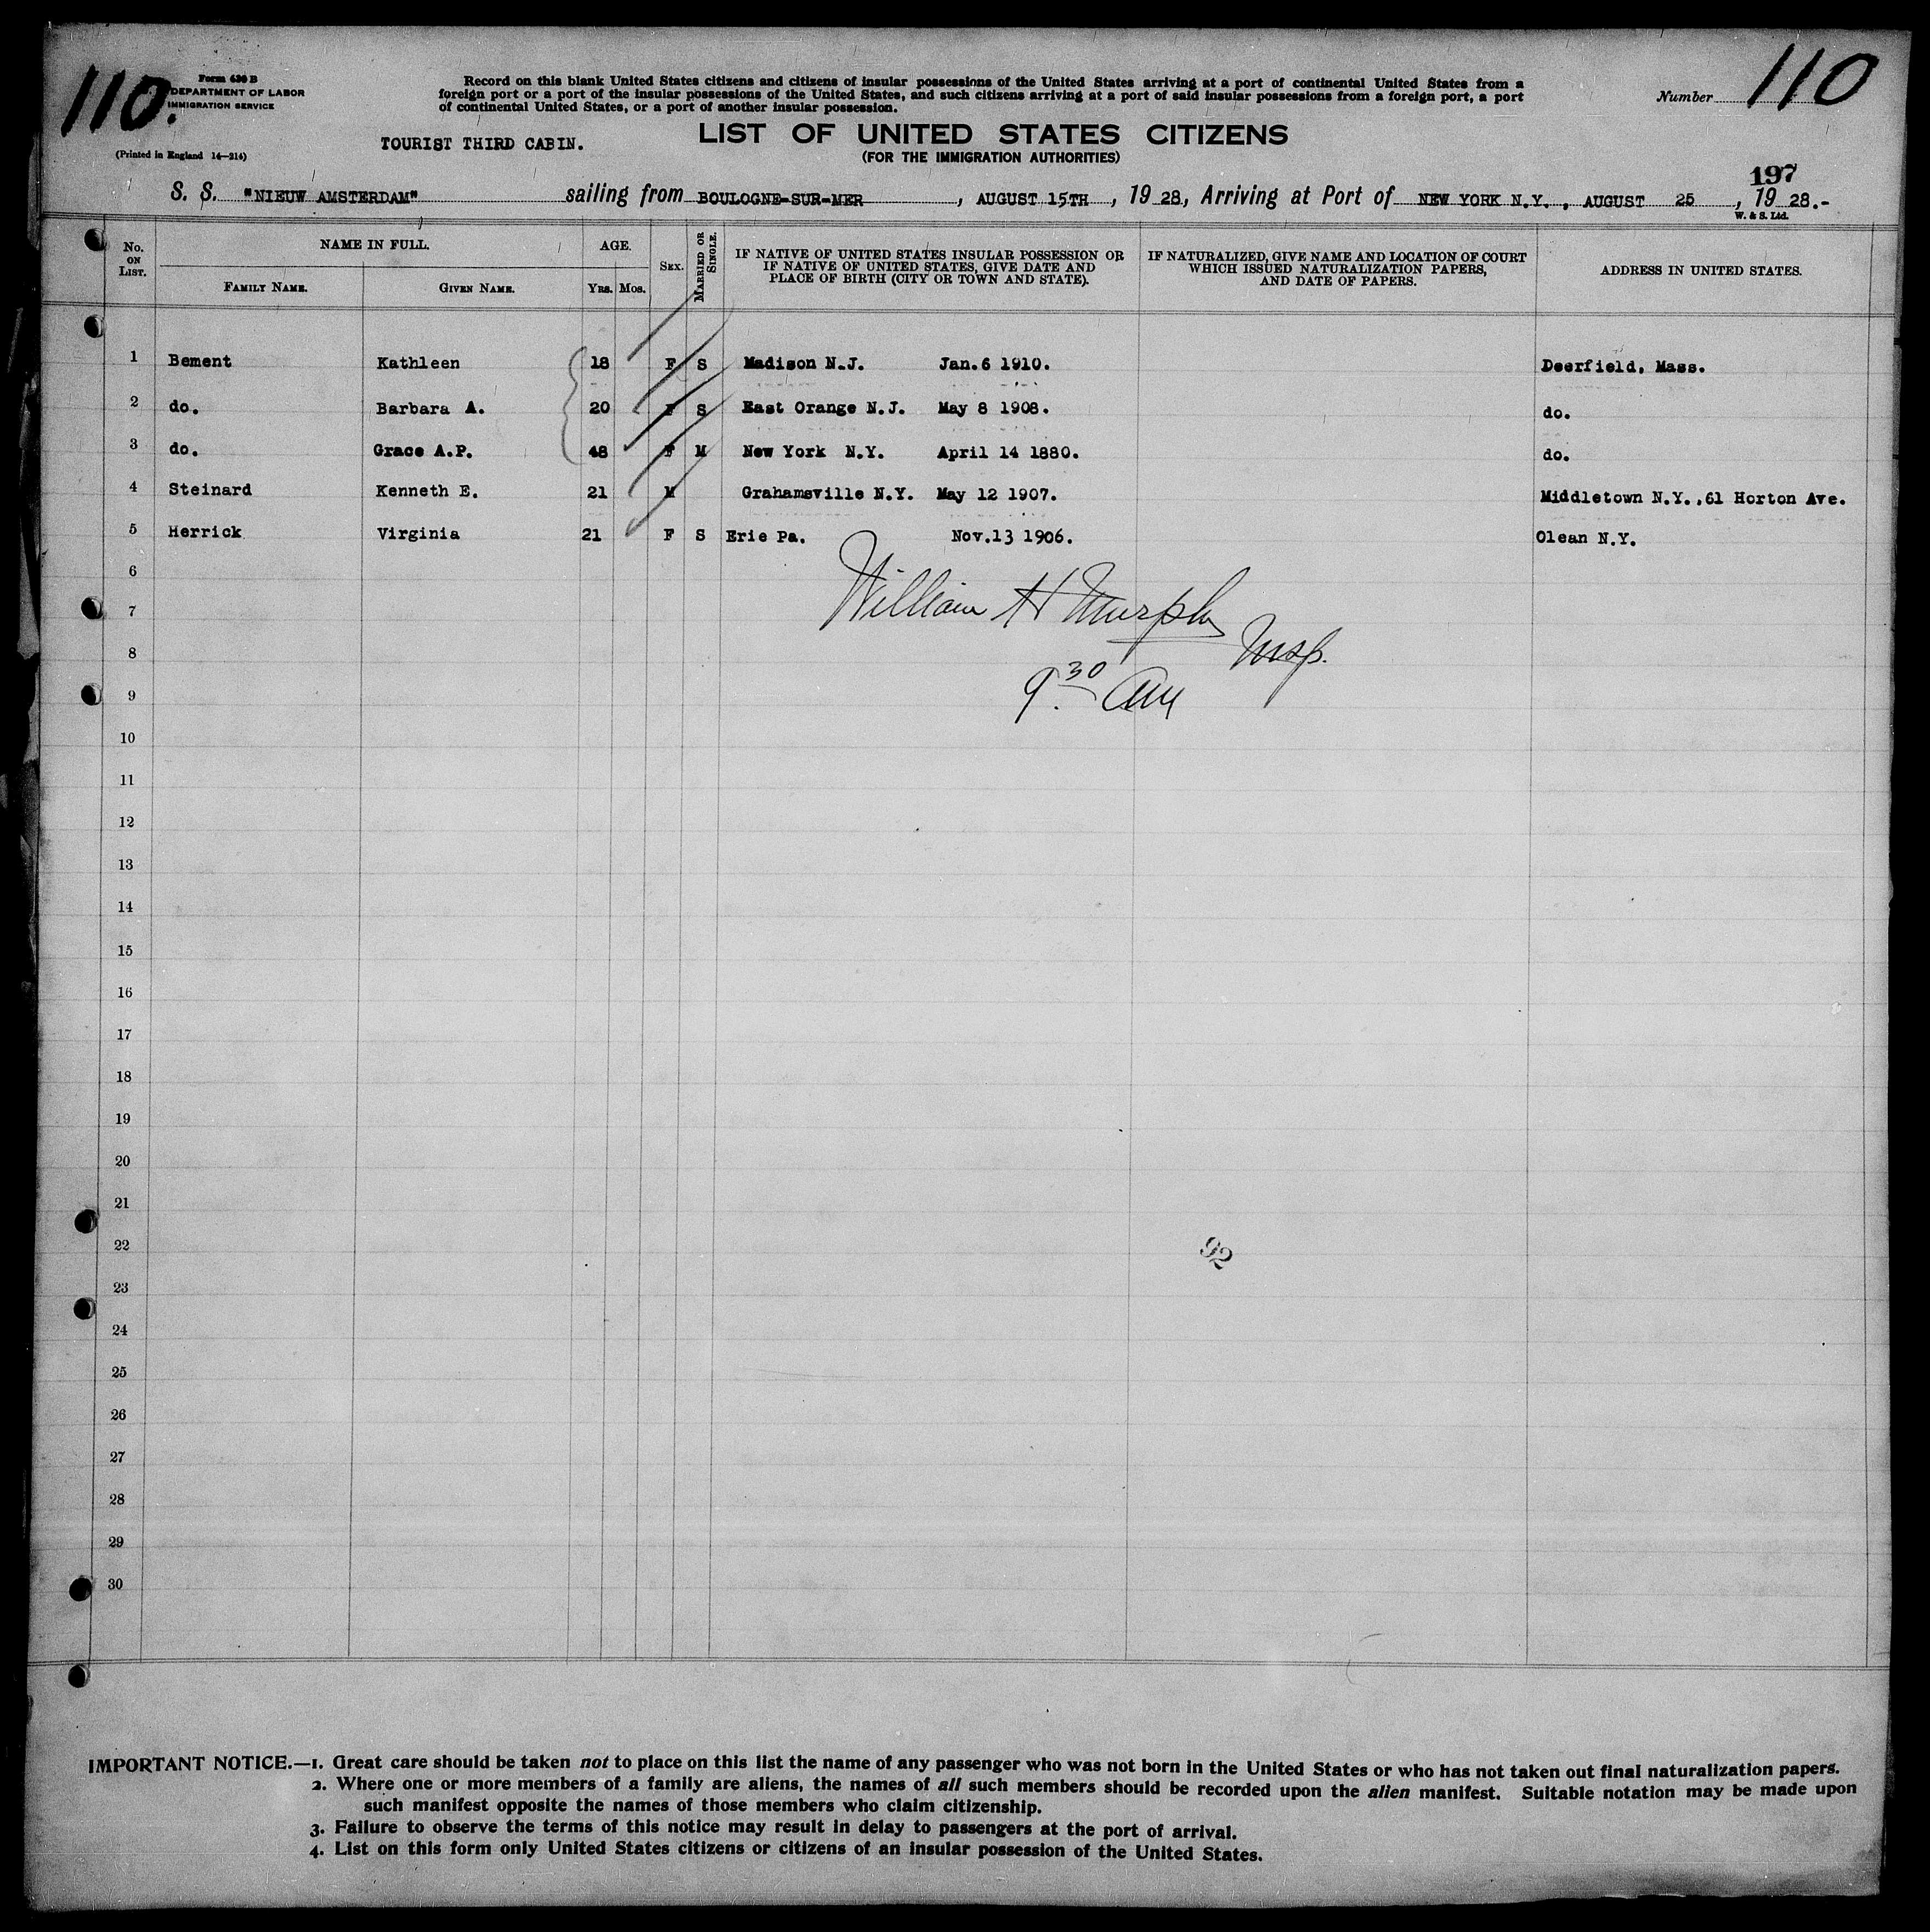 110.
Form 630 B
DEPARTMENT OF LABOR
IMMIGRATION SERVICE
(Printed in England 14—214)
Record on this blank United States citizens and citizens of insular possessions of the United States arriving at a port of continental United States from a
foreign port or a port of the insular possessions of the United States, and such citizens arriving at a port of said insular possessions from a foreign port, a port
of continental United States, or a port of another insular possession.
Number 110
TOURIST THIRD CABIN.
LIST OF UNITED STATES CITIZENS
(FOR THE IMMIGRATION AUTHORITIES)
197
S. S. "NIEUW AMSTERDAM" sailing from BOULOGNE-SUR-MER, AUGUST 15TH, 19 28, Arriving at Port of NEW YORK N.Y., AUGUST 25, 19 28.-
W. & S. Ltd.
No. ON LIST.
NAME IN FULL.
FAMILY NAME. GIVEN NAME.
AGE.
YRS. MOS.
SEX.
MARRIED OR SINGLE.
IF NATIVE OF UNITED STATES INSULAR POSSESSION OR
IF NATIVE OF UNITED STATES, GIVE DATE AND
PLACE OF BIRTH (CITY OR TOWN AND STATE).
IF NATURALIZED, GIVE NAME AND LOCATION OF COURT
WHICH ISSUED NATURALIZATION PAPERS,
AND DATE OF PAPERS.
ADDRESS IN UNITED STATES.
1 Bement Kathleen 18 F S Madison N.J. Jan.6 1910. Deerfield, Mass.
2 do. Barbara A. 20 F S East Orange N.J. May 8 1908. do.
3 do. Grace A.P. 48 F M New York N.Y. April 14 1880. do.
4 Steinard Kenneth E. 21 M Grahamsville N.Y. May 12 1907. Middletown N.Y.,61 Horton Ave.
5 Herrick Virginia 21 F S Erie Pa. Nov.13 1906. Olean N.Y.
6
7
William H Murphy
8
Insp.
9
9.30 AM
10
11
12
13
14
15
16
17
18
19
20
21
22
92
23
24
25
26
27
28
29
30
IMPORTANT NOTICE.—1. Great care should be taken not to place on this list the name of any passenger who was not born in the United States or who has not taken out final naturalization papers.
2. Where one or more members of a family are aliens, the names of all such members should be recorded upon the alien manifest. Suitable notation may be made upon
such manifest opposite the names of those members who claim citizenship.
3. Failure to observe the terms of this notice may result in delay to passengers at the port of arrival.
4. List on this form only United States citizens or citizens of an insular possession of the United States.